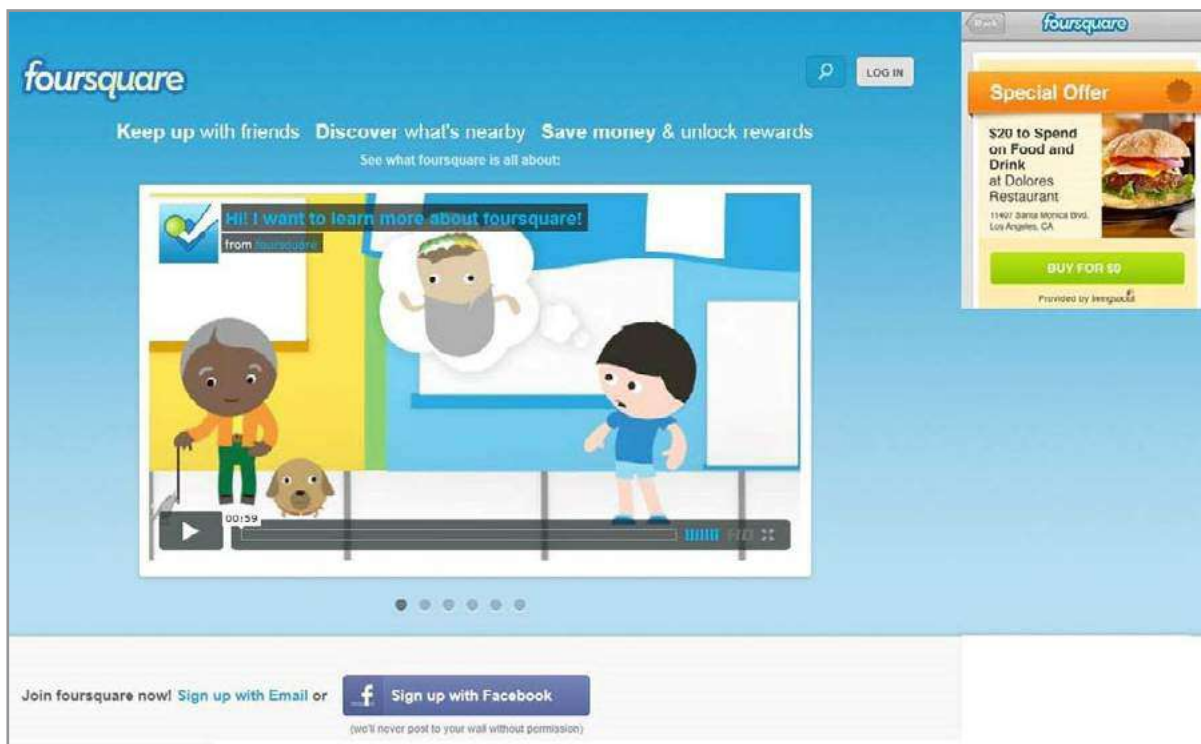 foursquare
LOG IN
Keep up with friends Discover what's nearby Save money & unlock rewards
See what foursquare is all about:
Hi! I want to learn more about foursquare!
from foursquare
00:59
HD
Join foursquare now! Sign up with Email or
f Sign up with Facebook
(we'll never post to your wall without permission)
Back
foursquare
Special Offer
$20 to Spend
on Food and
Drink
at Dolores
Restaurant
11407 Santa Monica Blvd.
Los Angeles, CA
BUY FOR $0
Provided by livingsocial